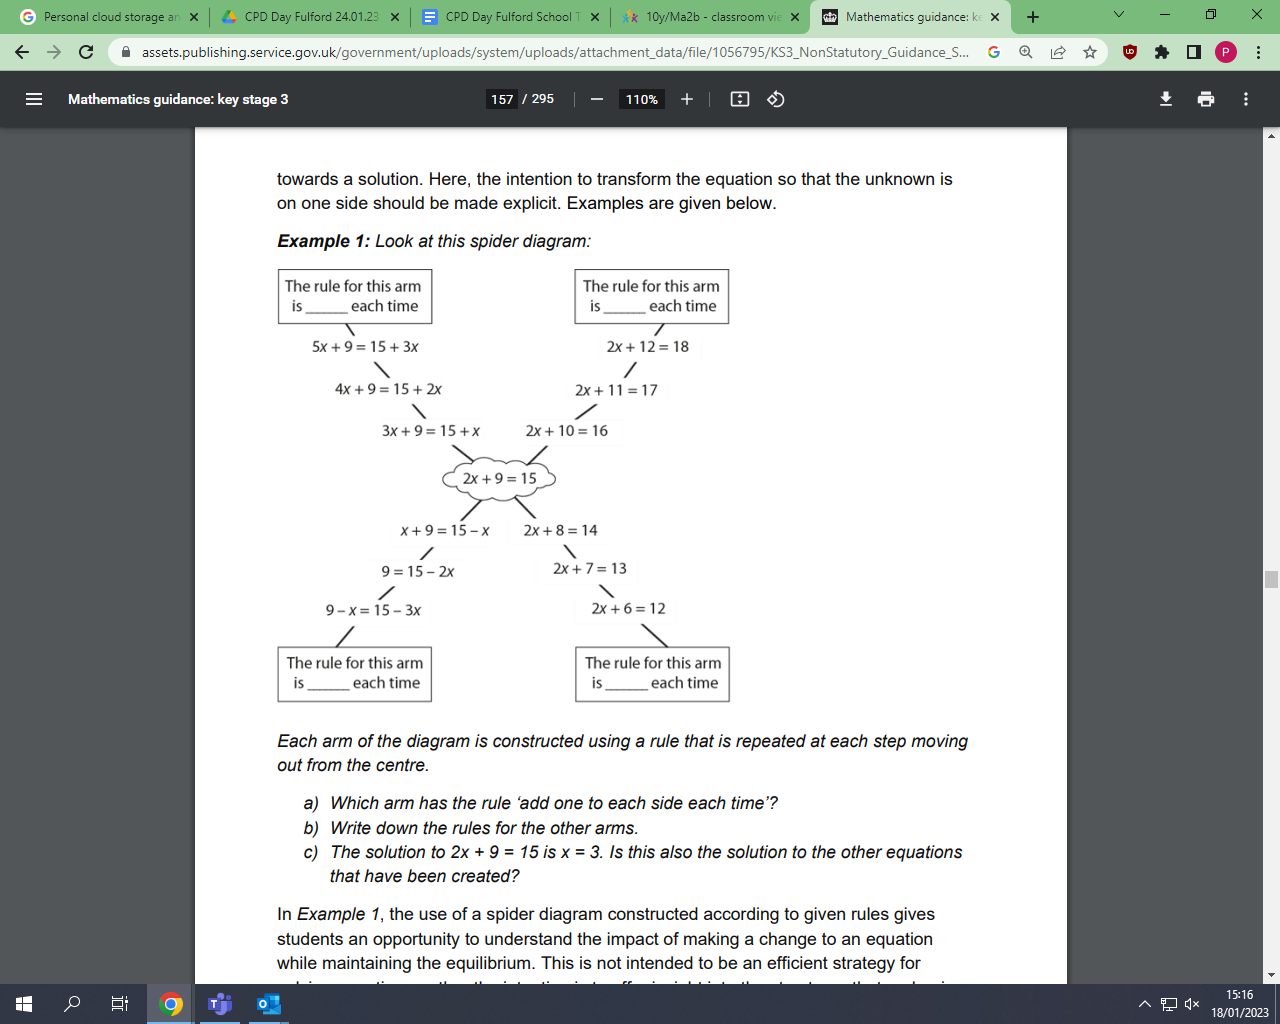 Personal cloud storage an
CPD Day Fulford 24.01.23
CPD Day Fulford School T
10y/Ma2b - classroom vie
Mathematics guidance: ke
assets.publishing.service.gov.uk/government/uploads/system/uploads/attachment_data/file/1056795/KS3_NonStatutory_Guidance_S...
P
Mathematics guidance: key stage 3
157 / 295
110%
towards a solution. Here, the intention to transform the equation so that the unknown is
on one side should be made explicit. Examples are given below.
Example 1: Look at this spider diagram:
The rule for this arm
is _____ each time
The rule for this arm
is _____ each time
5x + 9 = 15 + 3x
2x + 12 = 18
4x + 9 = 15 + 2x
2x + 11 = 17
3x + 9 = 15 + x
2x + 10 = 16
2x + 9 = 15
x + 9 = 15 – x
2x + 8 = 14
9 = 15 – 2x
2x + 7 = 13
9 – x = 15 – 3x
2x + 6 = 12
The rule for this arm
is _____ each time
The rule for this arm
is _____ each time
Each arm of the diagram is constructed using a rule that is repeated at each step moving
out from the centre.
a) Which arm has the rule ‘add one to each side each time’?
b) Write down the rules for the other arms.
c) The solution to 2x + 9 = 15 is x = 3. Is this also the solution to the other equations
that have been created?
In Example 1, the use of a spider diagram constructed according to given rules gives
students an opportunity to understand the impact of making a change to an equation
while maintaining the equilibrium. This is not intended to be an efficient strategy for
15:16
18/01/2023